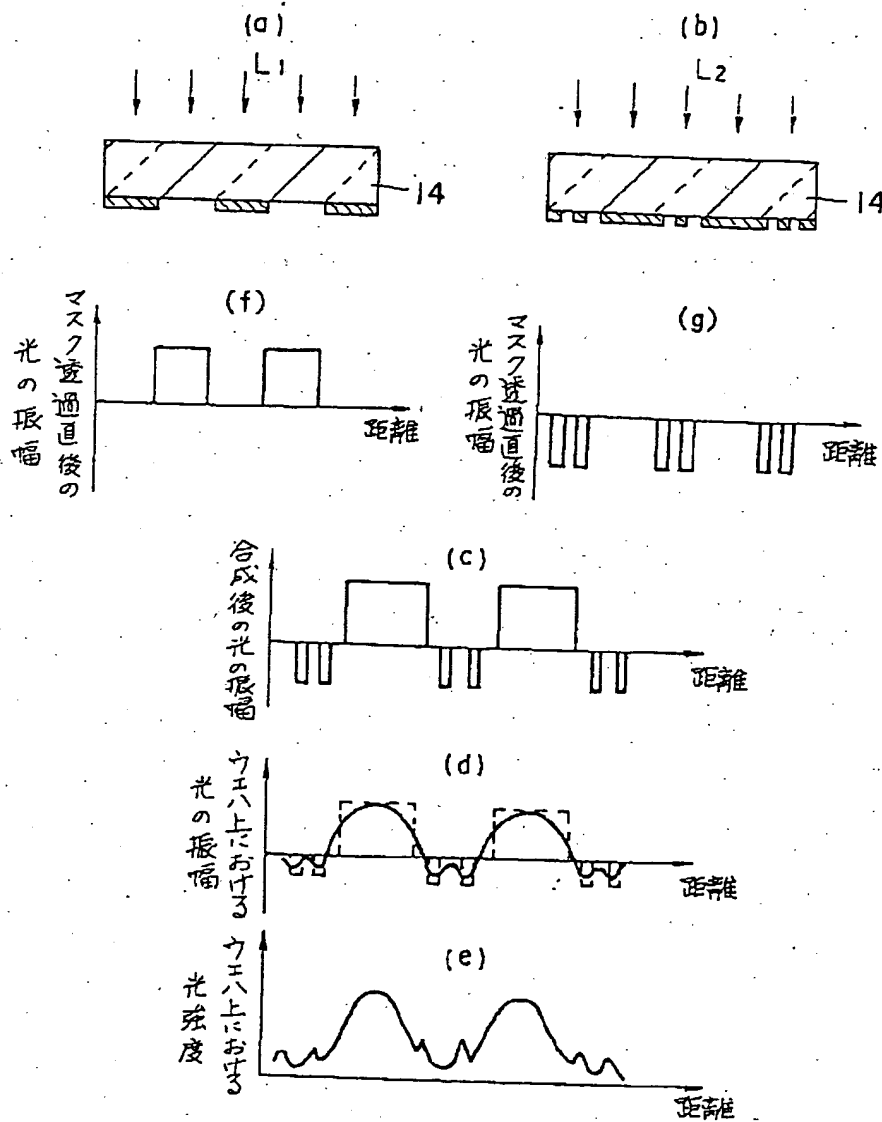 (a)
L1
14
(b)
L2
14
(f)
マスク透過直後の
光の振幅
距離
(g)
マスク透過直後の
光の振幅
距離
(c)
合成後の光の振幅
距離
(d)
ウエハ上における
光の振幅
距離
(e)
ウエハ上における
光強度
距離